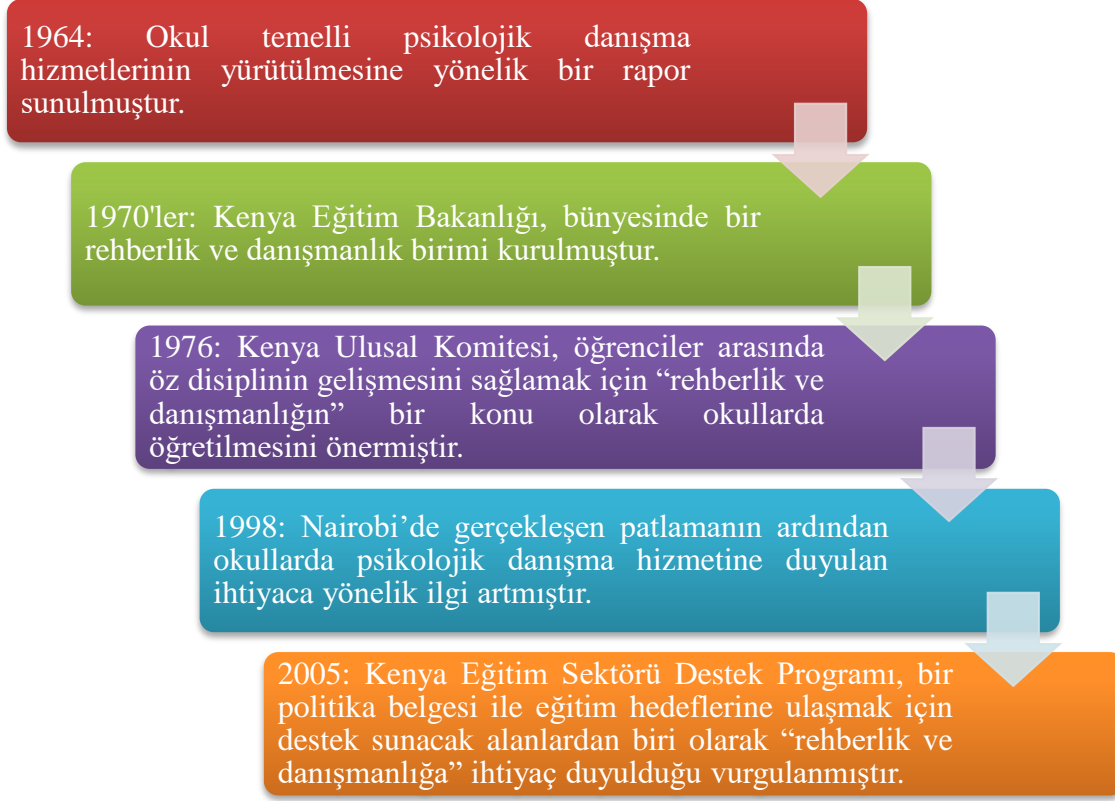 1964: Okul temelli psikolojik danışma
hizmetlerinin yürütülmesine yönelik bir rapor
sunulmuştur.
1970'ler: Kenya Eğitim Bakanlığı, bünyesinde bir
rehberlik ve danışmanlık birimi kurulmuştur.
1976: Kenya Ulusal Komitesi, öğrenciler arasında
öz disiplinin gelişmesini sağlamak için “rehberlik ve
danışmanlığın” bir konu olarak okullarda
öğretilmesini önermiştir.
1998: Nairobi’de gerçekleşen patlamanın ardından
okullarda psikolojik danışma hizmetine duyulan
ihtiyaca yönelik ilgi artmıştır.
2005: Kenya Eğitim Sektörü Destek Programı, bir
politika belgesi ile eğitim hedeflerine ulaşmak için
destek sunacak alanlardan biri olarak “rehberlik ve
danışmanlığa” ihtiyaç duyulduğu vurgulanmıştır.